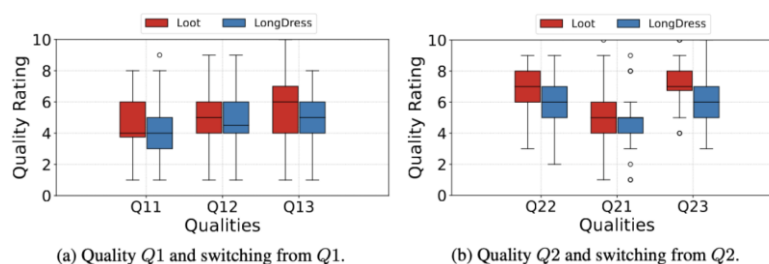 Loot LongDress
10
8
6
4
2
0
Quality Rating
Q11 Q12 Q13
Qualities
(a) Quality Q1 and switching from Q1.
Loot LongDress
10
8
6
4
2
0
Quality Rating
Q22 Q21 Q23
Qualities
(b) Quality Q2 and switching from Q2.